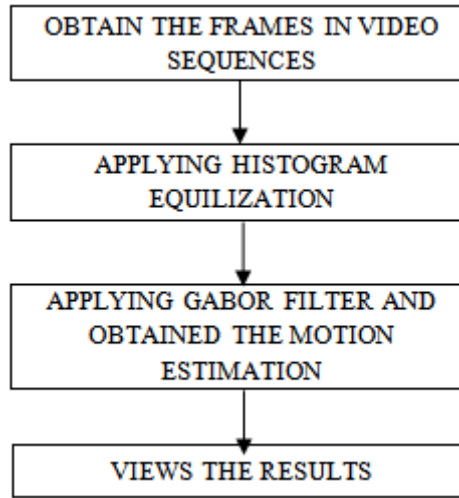 OBTAIN THE FRAMES IN VIDEO
SEQUENCES
APPLYING HISTOGRAM
EQUILIZATION
APPLYING GABOR FILTER AND
OBTAINED THE MOTION
ESTIMATION
VIEWS THE RESULTS